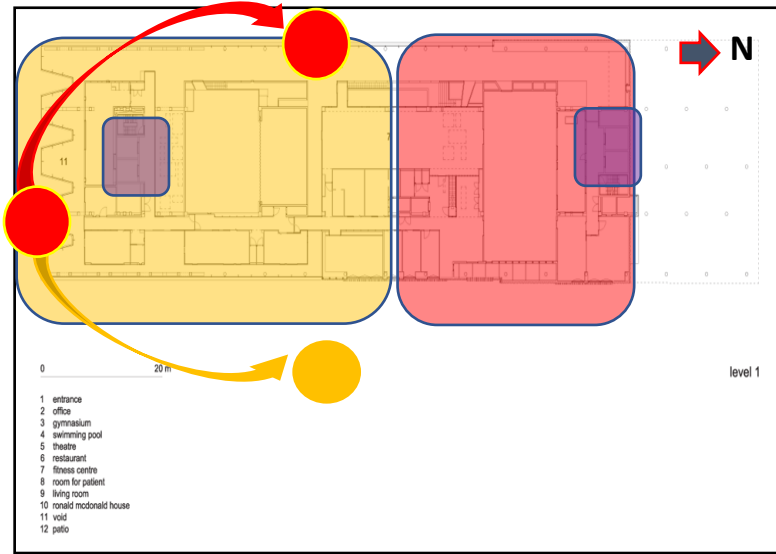 N
11
7
0 20 m
level 1
1 entrance
2 office
3 gymnasium
4 swimming pool
5 theatre
6 restaurant
7 fitness centre
8 room for patient
9 living room
10 ronald mcdonald house
11 void
12 patio